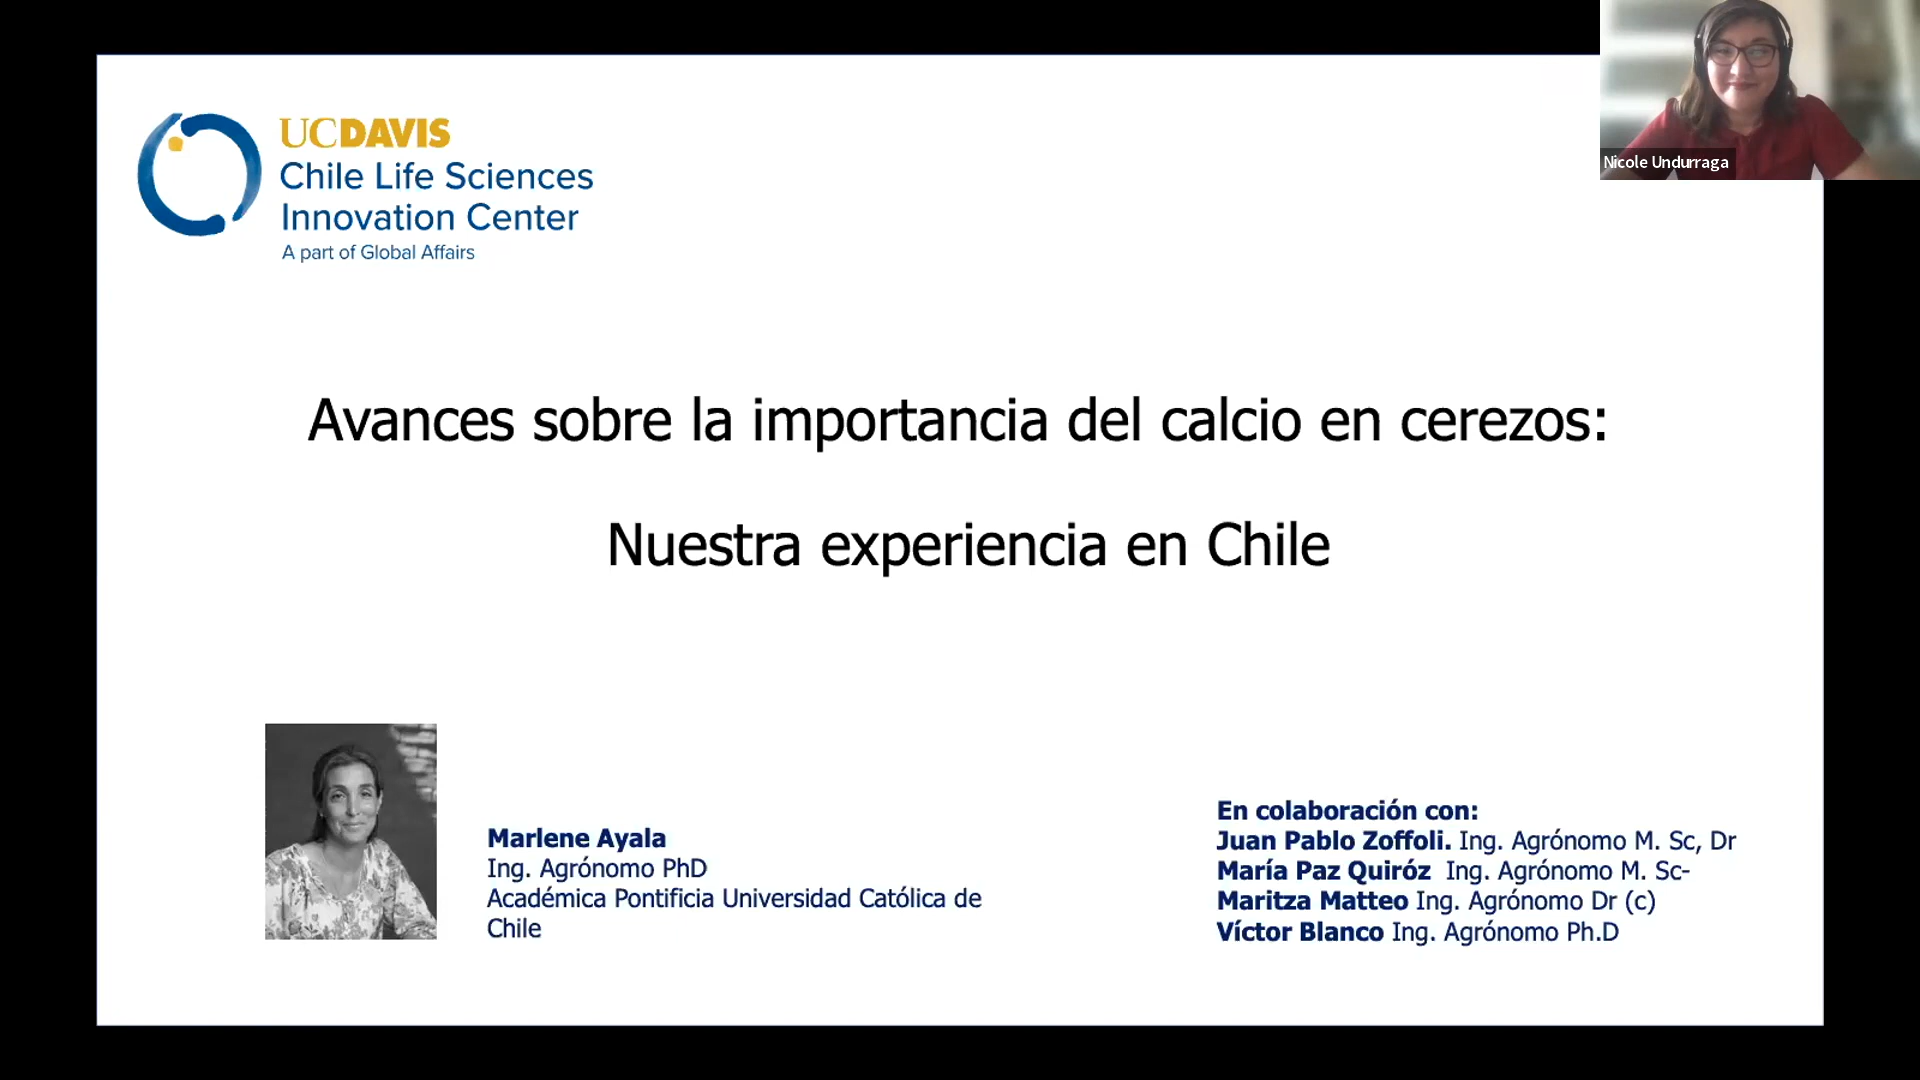 UCDAVIS
Chile Life Sciences
Innovation Center
A part of Global Affairs
Nicole Undurraga
Avances sobre la importancia del calcio en cerezos:
Nuestra experiencia en Chile
Marlene Ayala
Ing. Agrónomo PhD
Académica Pontificia Universidad Católica de
Chile
En colaboración con:
Juan Pablo Zoffoli. Ing. Agrónomo M. Sc, Dr
María Paz Quiróz Ing. Agrónomo M. Sc-
Maritza Matteo Ing. Agrónomo Dr (c)
Víctor Blanco Ing. Agrónomo Ph.D